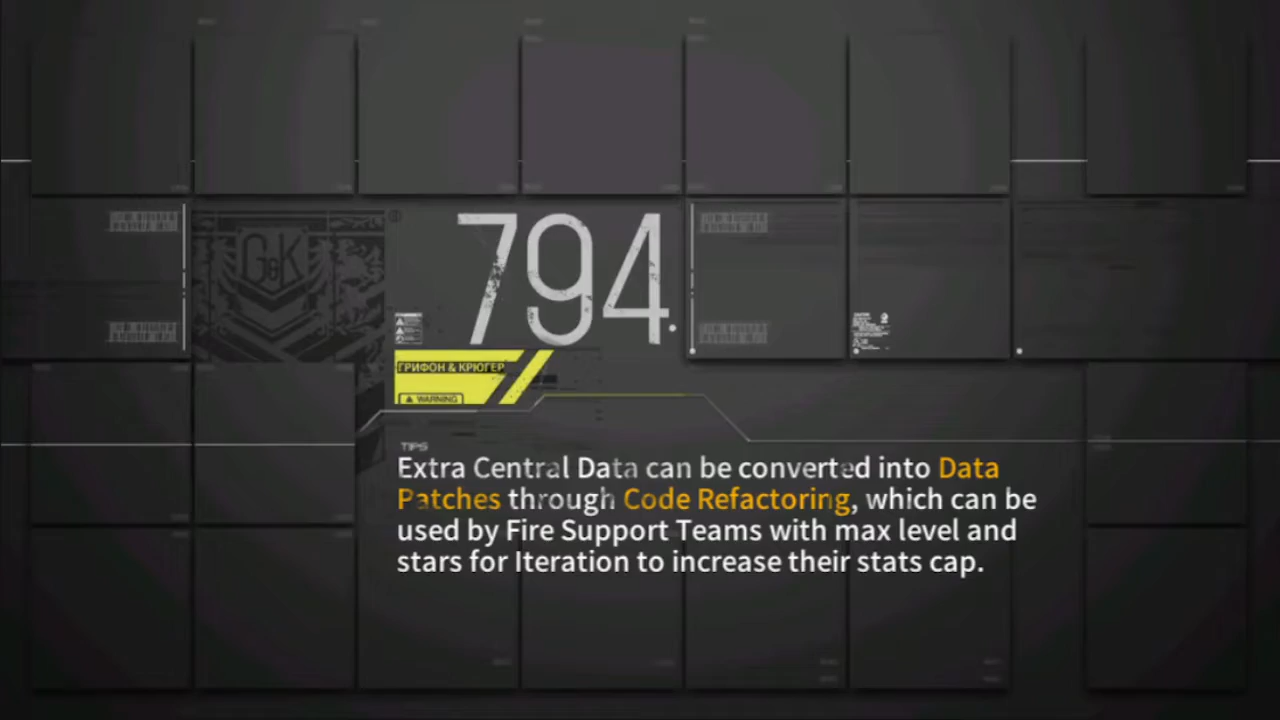 G&K
794.
ГРИФОН & КРЮГЕР
WARNING
TIPS
Extra Central Data can be converted into Data
Patches through Code Refactoring, which can be
used by Fire Support Teams with max level and
stars for Iteration to increase their stats cap.